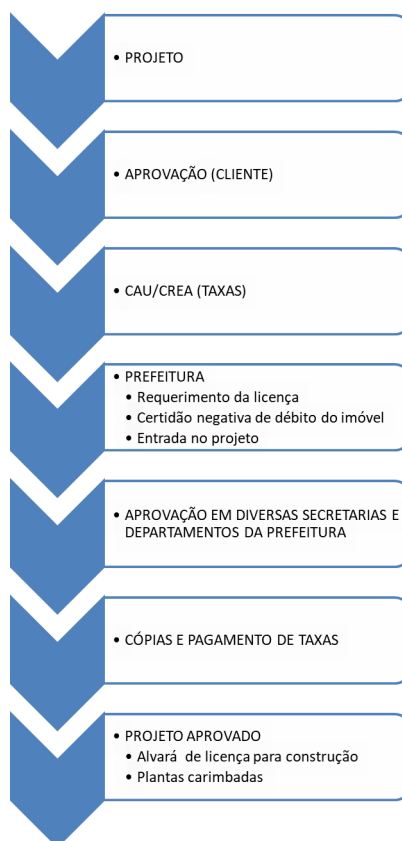 • PROJETO
• APROVAÇÃO (CLIENTE)
• CAU/CREA (TAXAS)
• PREFEITURA
• Requerimento da licença
• Certidão negativa de débito do imóvel
• Entrada no projeto
• APROVAÇÃO EM DIVERSAS SECRETARIAS E
DEPARTAMENTOS DA PREFEITURA
• CÓPIAS E PAGAMENTO DE TAXAS
• PROJETO APROVADO
• Alvará de licença para construção
• Plantas carimbadas